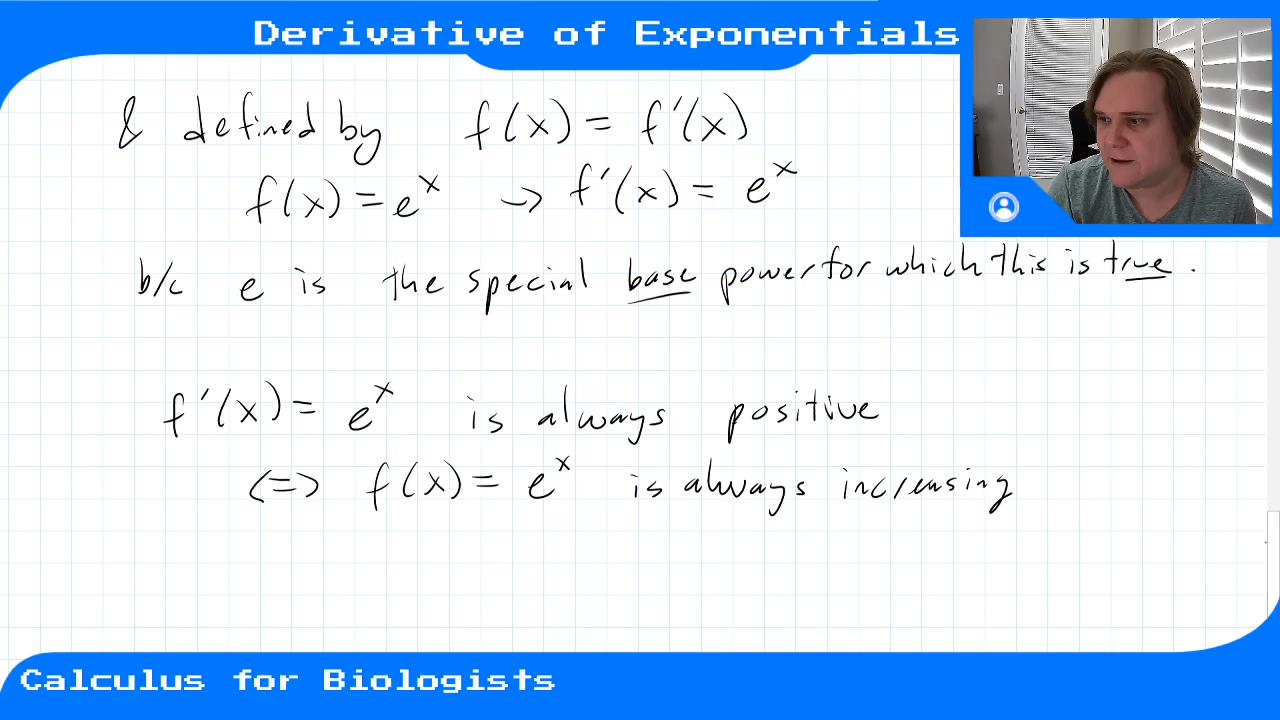 Derivative of Exponentials
& defined by f(x) = f'(x)
f(x) = e^x → f'(x) = e^x
b/c e is the special base power for which this is true.
f'(x) = e^x is always positive
<=> f(x) = e^x is always increasing
Calculus for Biologists